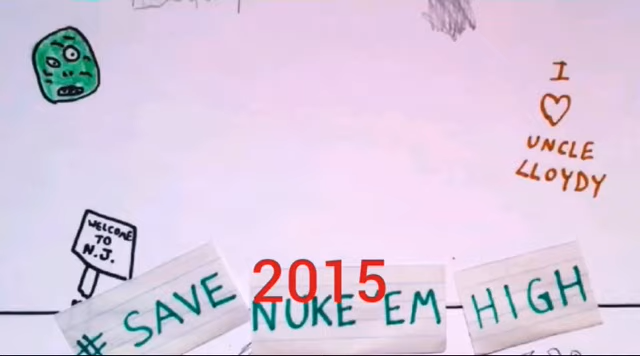 I
♡
UNCLE
LLOYDY
WELCOME
TO
N.J.
2015
# SAVE NUKE 'EM HIGH